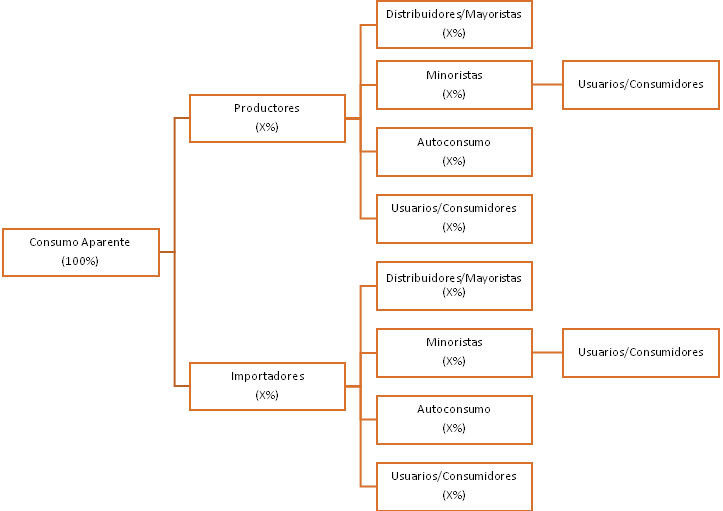 Distribuidores/Mayoristas
(X%)
Minoristas
(X%)
Usuarios/Consumidores
Productores
(X%)
Autoconsumo
(X%)
Usuarios/Consumidores
(X%)
Consumo Aparente
(100%)
Distribuidores/Mayoristas
(X%)
Minoristas
(X%)
Usuarios/Consumidores
Importadores
(X%)
Autoconsumo
(X%)
Usuarios/Consumidores
(X%)